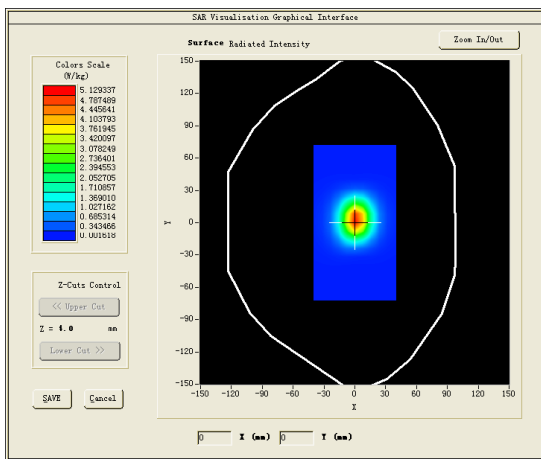 SAR Visualisation Graphical Interface
Surface Radiated Intensity
Zoom In/Out
Colors Scale
(W/kg)
5.129337
4.787489
4.445641
4.103793
3.761945
3.420097
3.078249
2.736401
2.394553
2.052705
1.710857
1.369010
1.027162
0.685314
0.343466
0.001618
150
120
90
60
30
0
-30
-60
-90
-120
-150
Y
-150 -120 -90 -60 -30 0 30 60 90 120 150
X
Z-Cuts Control
<< Upper Cut
Z = 4.0 mm
Lower Cut >>
SAVE Cancel
0 X (mm) 0 Y (mm)